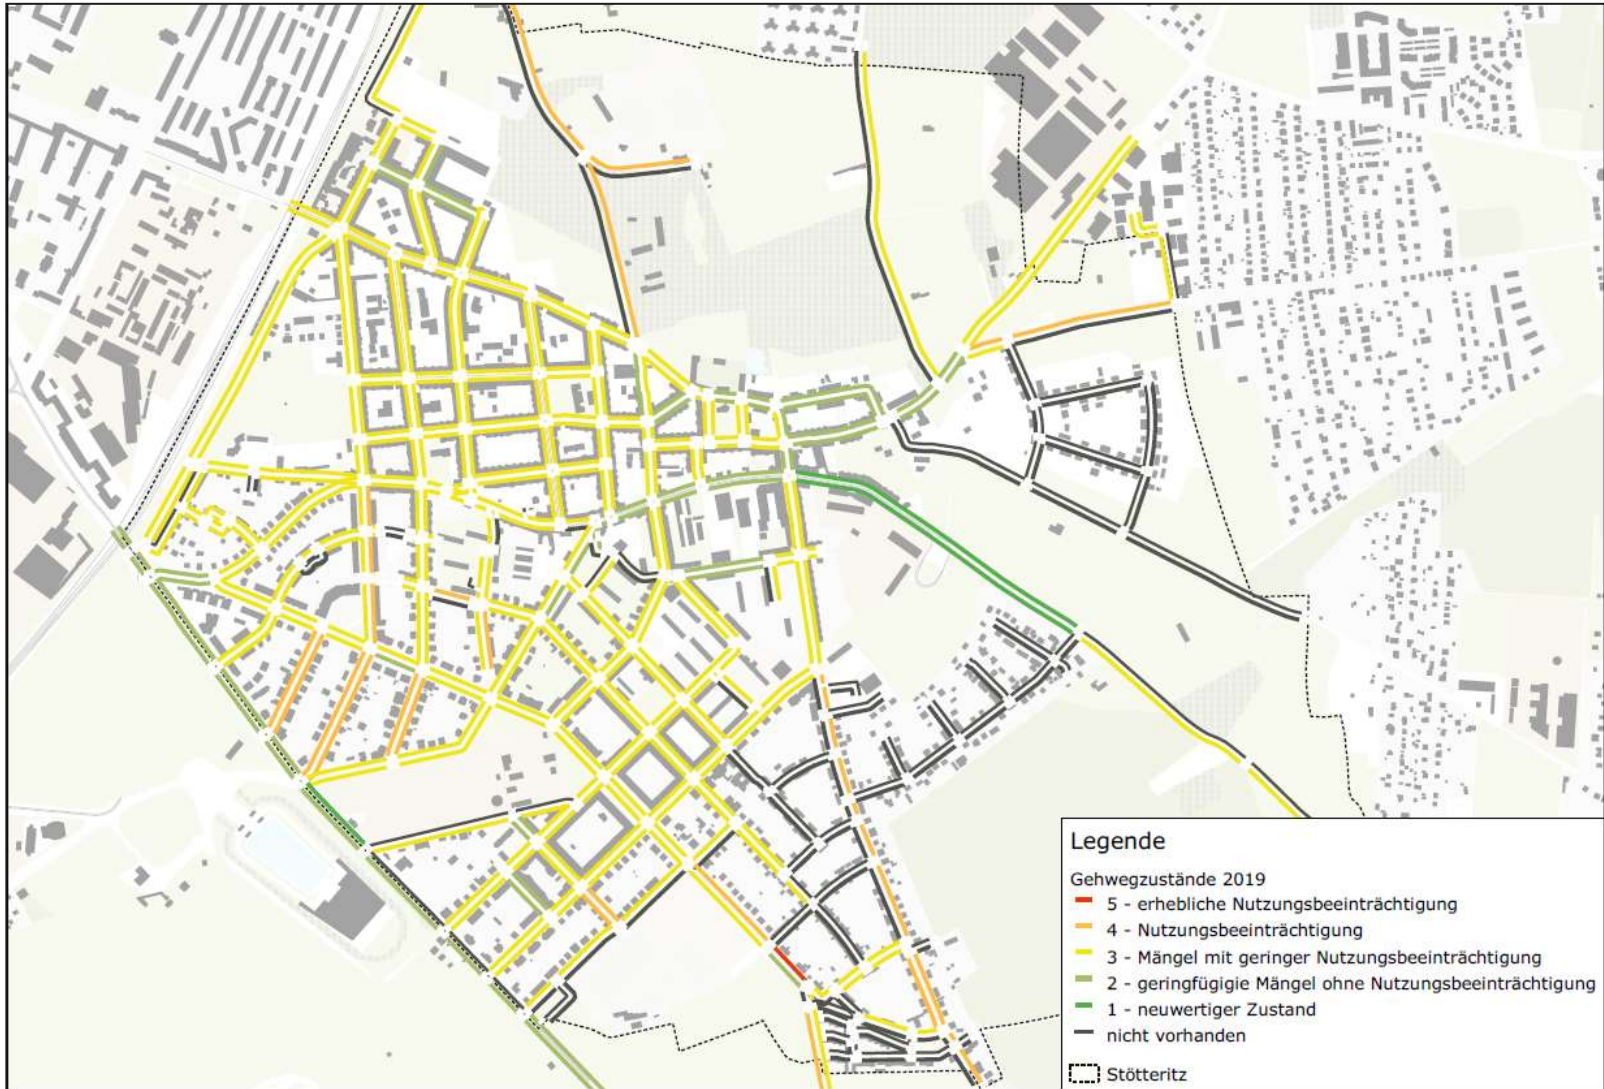 Legende
Gehwegzustände 2019
5 - erhebliche Nutzungsbeeinträchtigung
4 - Nutzungsbeeinträchtigung
3 - Mängel mit geringer Nutzungsbeeinträchtigung
2 - geringfügigie Mängel ohne Nutzungsbeeinträchtigung
1 - neuwertiger Zustand
nicht vorhanden
Stötteritz